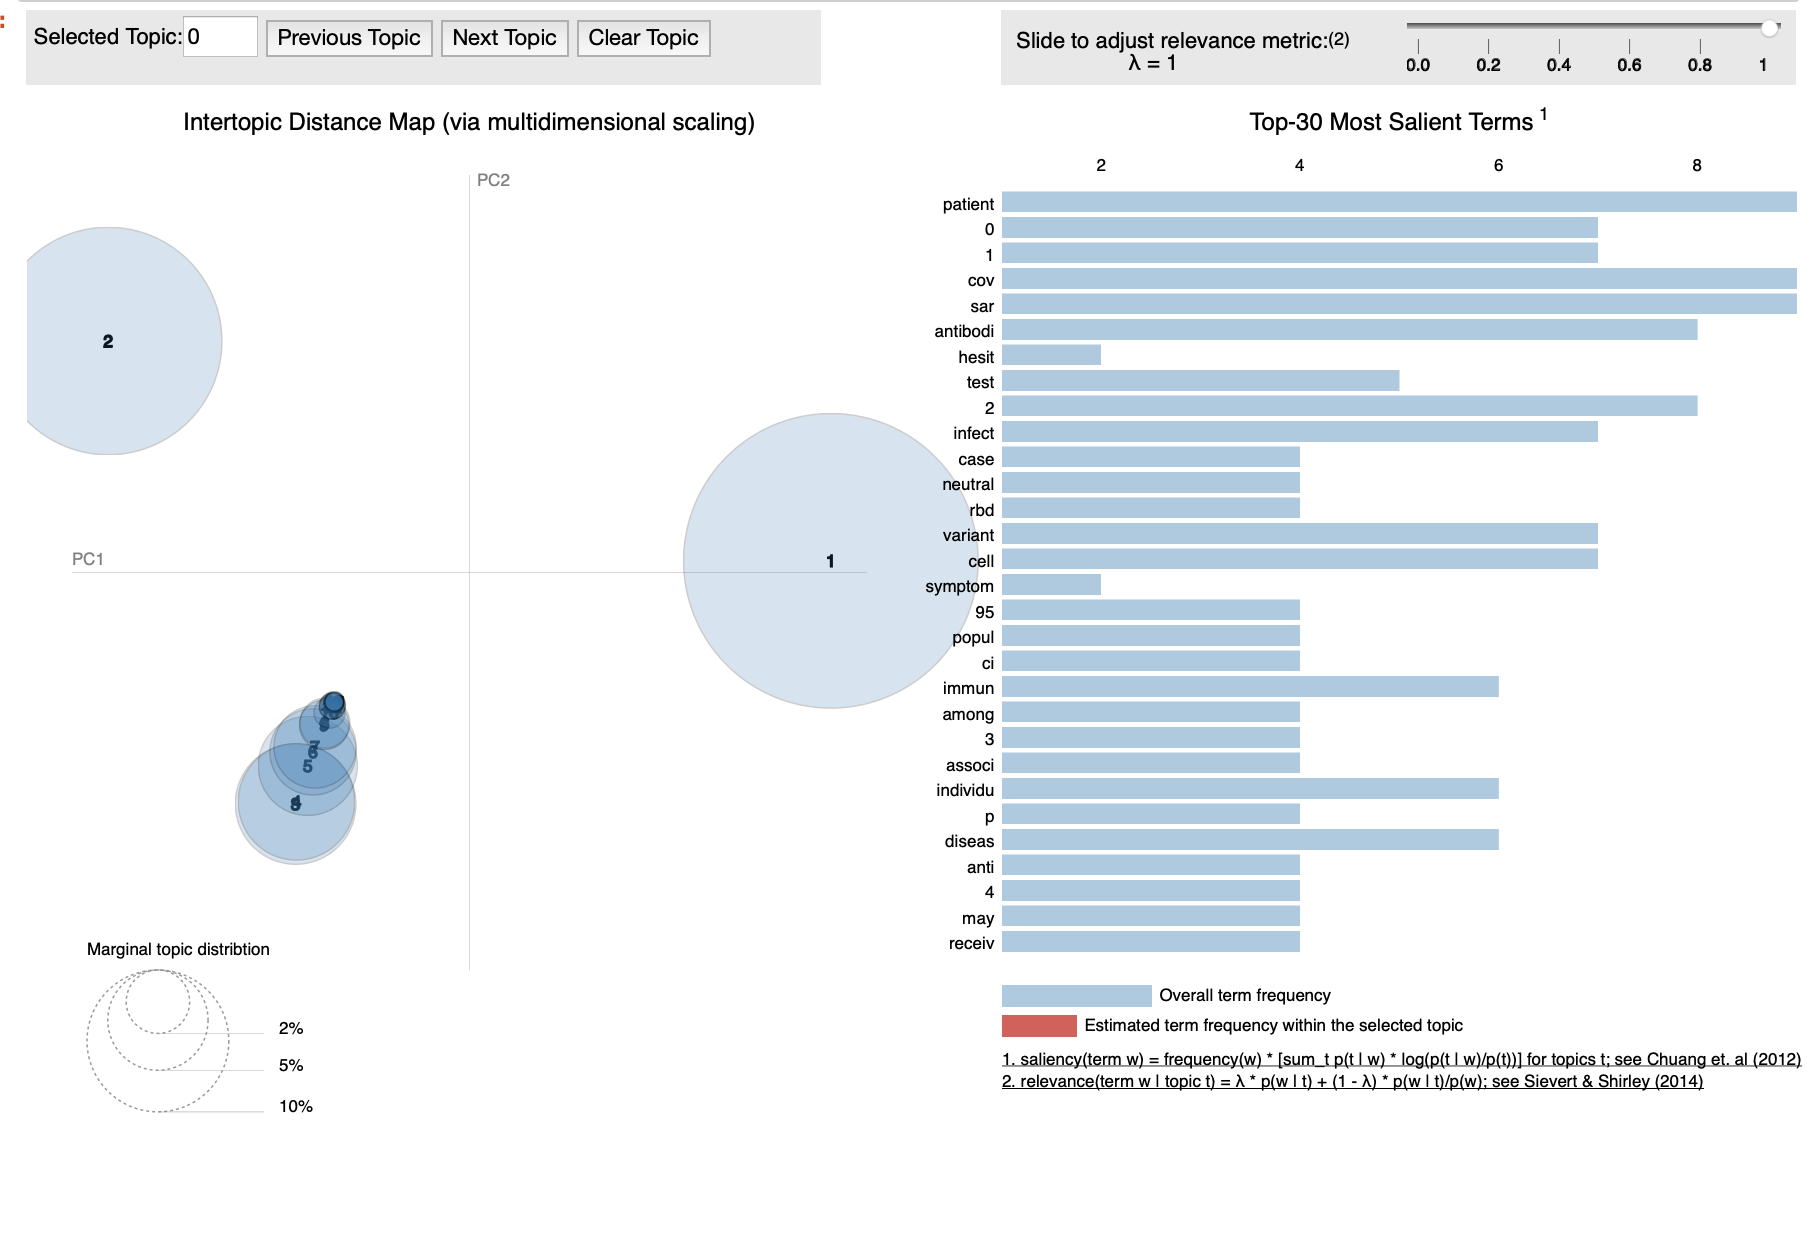 Selected Topic: 0 Previous Topic Next Topic Clear Topic
Slide to adjust relevance metric:(2)
λ = 1
0.0 0.2 0.4 0.6 0.8 1
Intertopic Distance Map (via multidimensional scaling)
PC2
PC1
2
1
5
Marginal topic distribtion
2%
5%
10%
Top-30 Most Salient Terms 1
2 4 6 8
patient
0
1
cov
sar
antibodi
hesit
test
2
infect
case
neutral
rbd
variant
cell
symptom
95
popul
ci
immun
among
3
associ
individu
p
diseas
anti
4
may
receiv
Overall term frequency
Estimated term frequency within the selected topic
1. saliency(term w) = frequency(w) * [sum_t p(t | w) * log(p(t | w)/p(t))] for topics t; see Chuang et. al (2012)
2. relevance(term w | topic t) = λ * p(w | t) + (1 - λ) * p(w | t)/p(w); see Sievert & Shirley (2014)